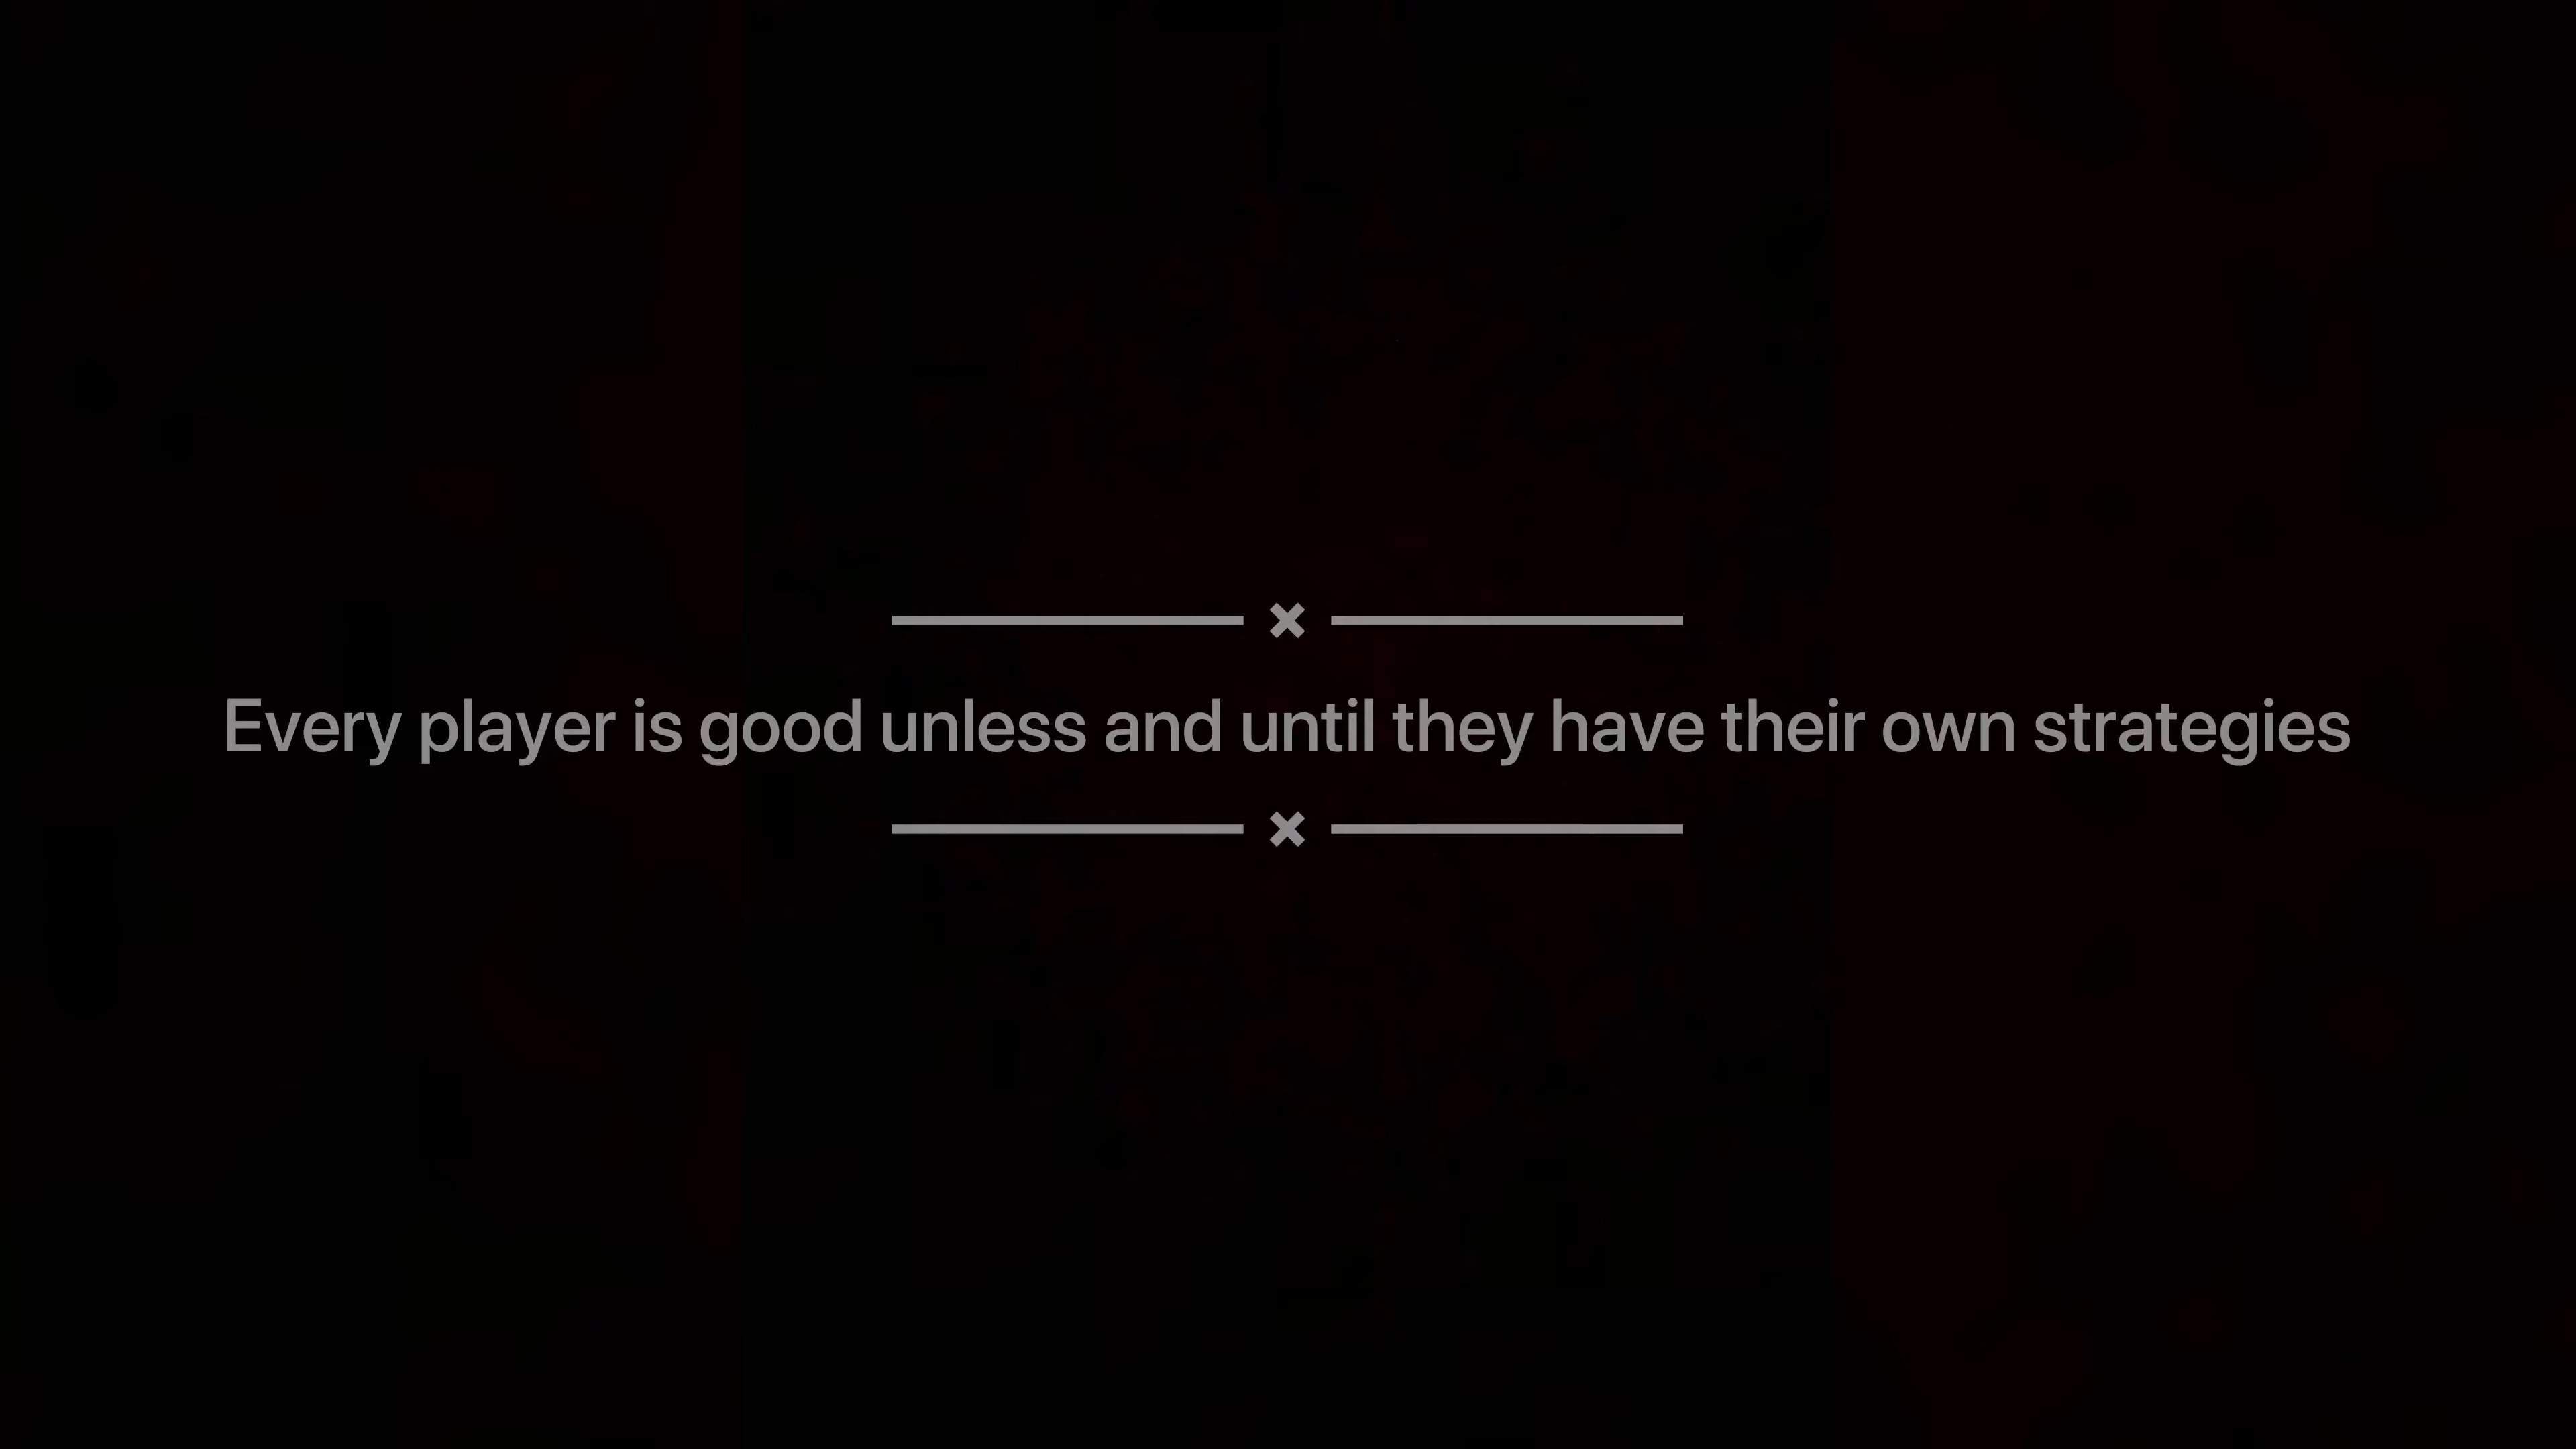 Every player is good unless and until they have their own strategies